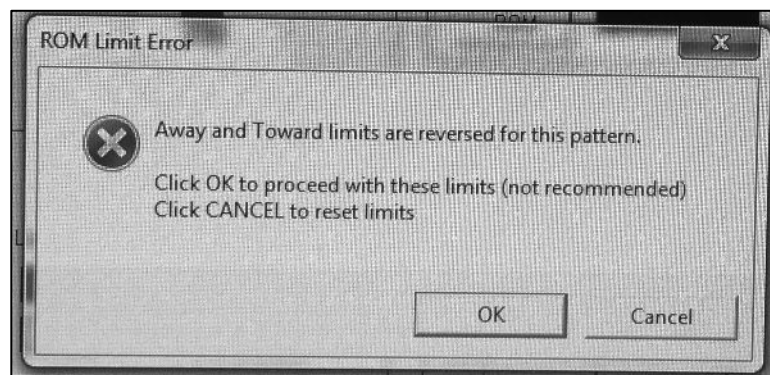 ROM
ROM Limit Error
Away and Toward limits are reversed for this pattern.
Click OK to proceed with these limits (not recommended)
Click CANCEL to reset limits
OK
Cancel